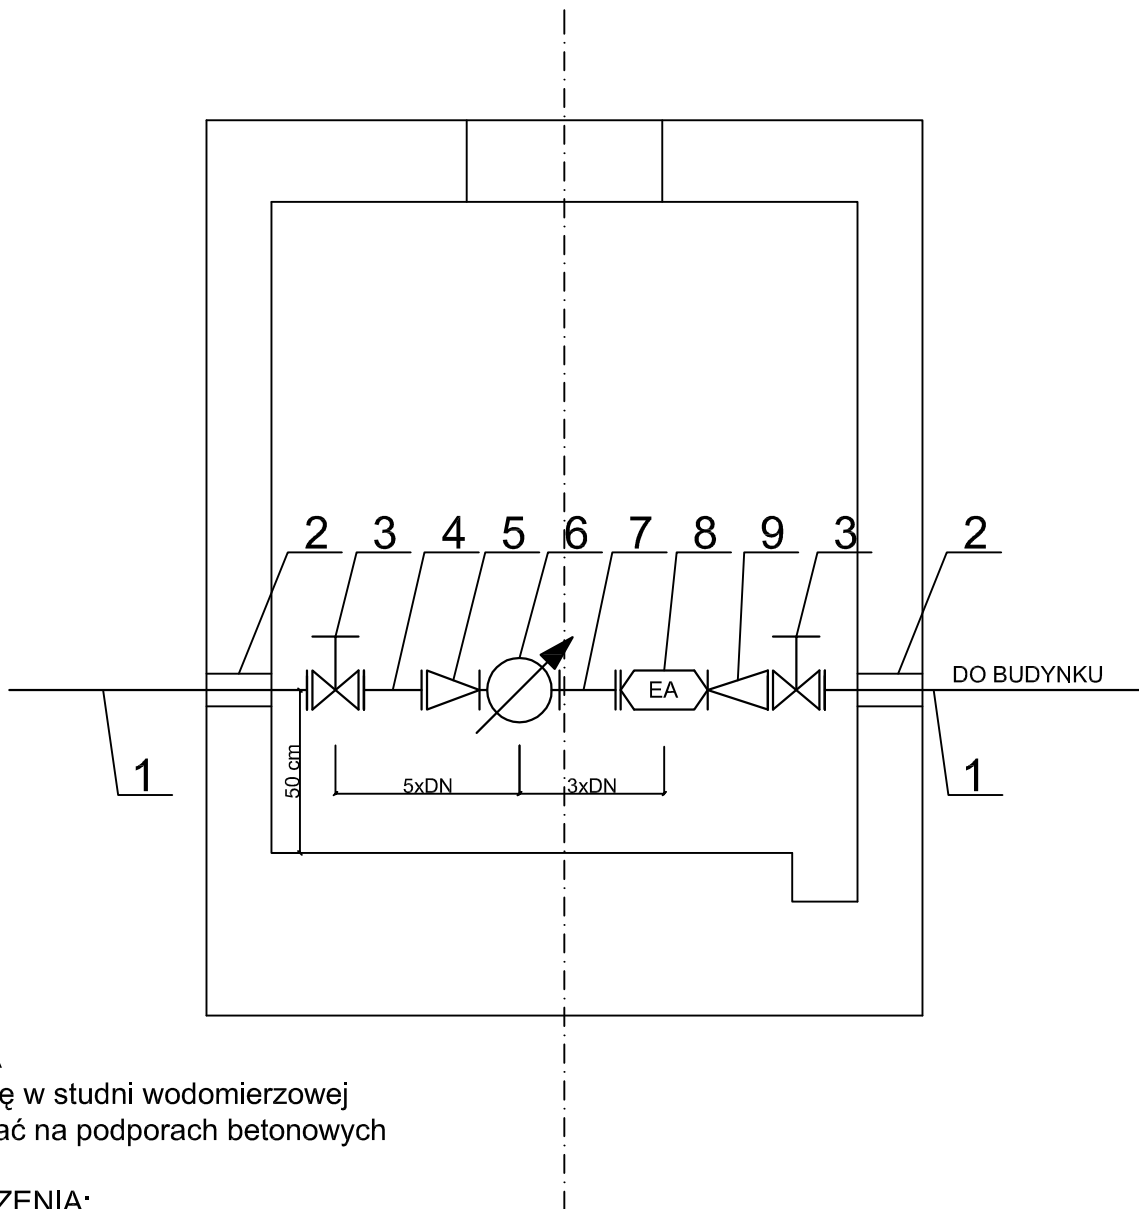 2 3 4 5 6 7 8 9 3 2
DO BUDYNKU
EA
1 1
50 cm
5xDN 3xDN
ę w studni wodomierzowej
ać na podporach betonowych
ZENIA: